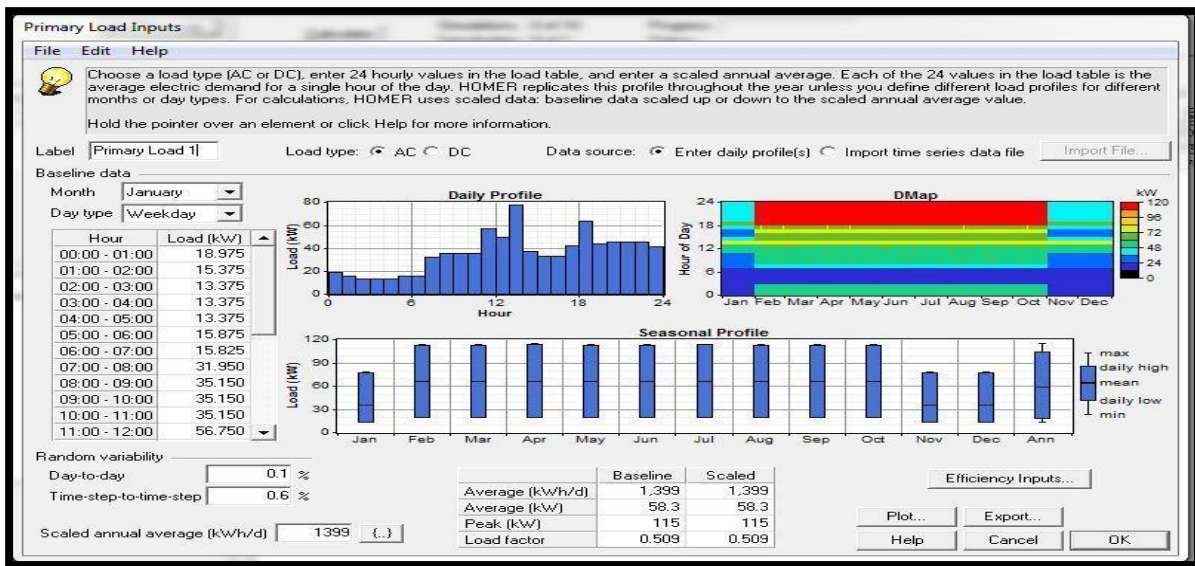 Primary Load Inputs
File Edit Help
Choose a load type (AC or DC), enter 24 hourly values in the load table, and enter a scaled annual average. Each of the 24 values in the load table is the
average electric demand for a single hour of the day. HOMER replicates this profile throughout the year unless you define different load profiles for different
months or day types. For calculations, HOMER uses scaled data: baseline data scaled up or down to the scaled annual average value.
Hold the pointer over an element or click Help for more information.
Label Primary Load 1 Load type: AC DC Data source: Enter daily profile(s) Import time series data file Import File...
Baseline data
Month January
Day type Weekday
Hour Load (kW)
00:00 - 01:00 18.975
01:00 - 02:00 15.375
02:00 - 03:00 13.375
03:00 - 04:00 13.375
04:00 - 05:00 13.375
05:00 - 06:00 15.875
06:00 - 07:00 15.825
07:00 - 08:00 31.950
08:00 - 09:00 35.150
09:00 - 10:00 35.150
10:00 - 11:00 35.150
11:00 - 12:00 56.750
Daily Profile
Load (kW)
80
60
40
20
0
0 6 12 18 24
Hour
DMap
Hour of Day
24
18
12
6
0
Jan Feb Mar Apr May Jun Jul Aug Sep Oct Nov Dec
kW
120
96
72
48
24
0
Seasonal Profile
Load (kW)
120
90
60
30
0
Jan Feb Mar Apr May Jun Jul Aug Sep Oct Nov Dec Ann
max
daily high
mean
daily low
min
Random variability
Day-to-day 0.1 %
Time-step-to-time-step 0.6 %
Scaled annual average (kWh/d) 1399 {..}
Baseline Scaled
Average (kWh/d) 1,399 1,399
Average (kW) 58.3 58.3
Peak (kW) 115 115
Load factor 0.509 0.509
Efficiency Inputs...
Plot... Export...
Help Cancel OK